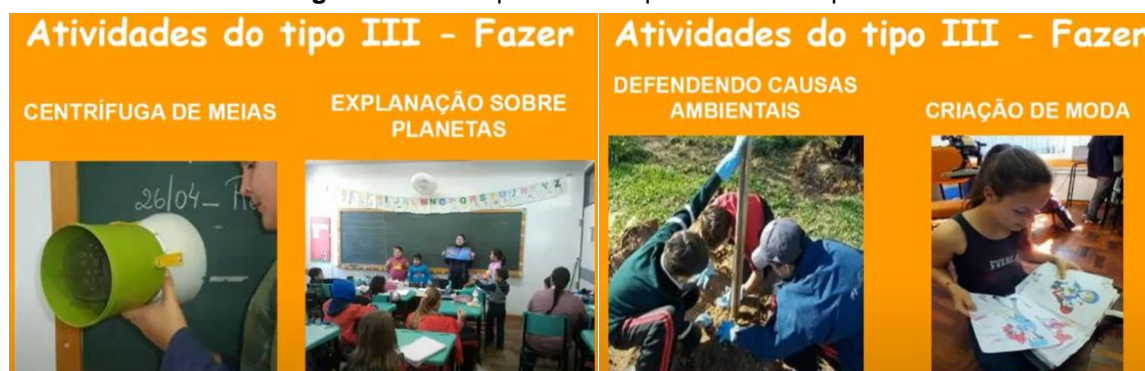 Atividades do tipo III - Fazer
CENTRÍFUGA DE MEIAS
EXPLANAÇÃO SOBRE
PLANETAS
26/04
Atividades do tipo III - Fazer
DEFENDENDO CAUSAS
AMBIENTAIS
CRIAÇÃO DE MODA